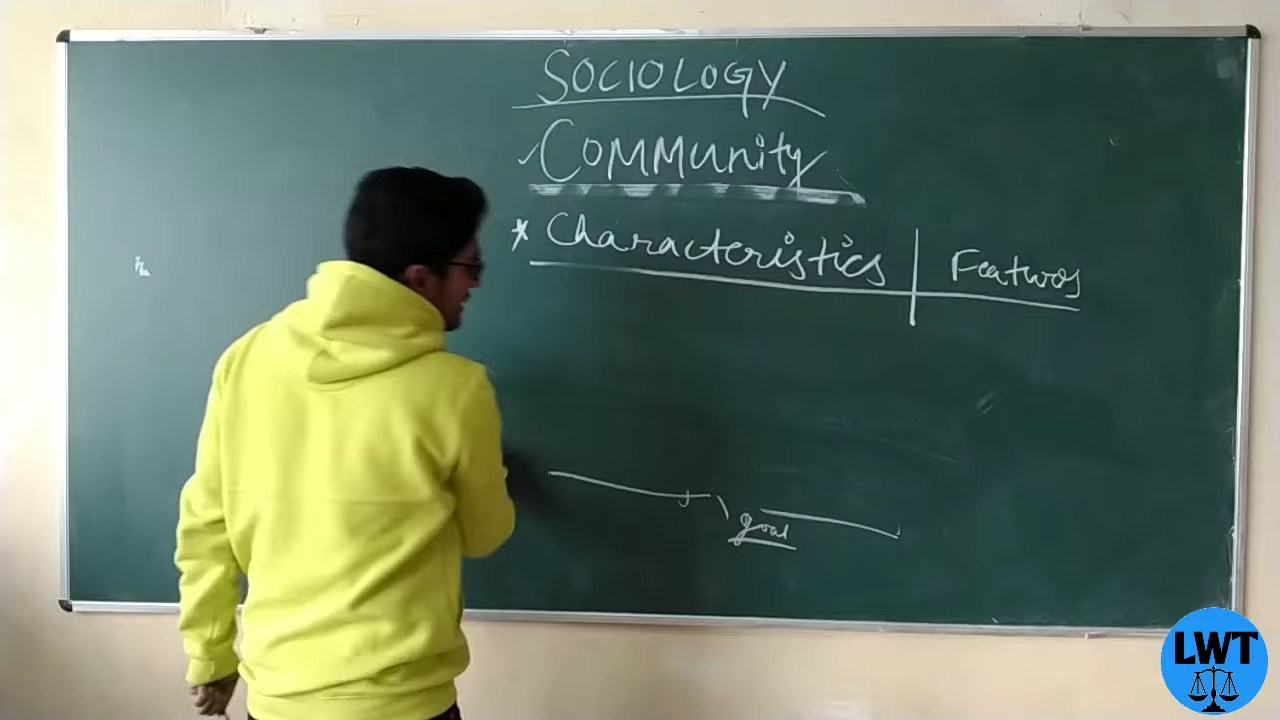 SOCIOLOGY
Community
* Characteristics | Features
goal
LWT